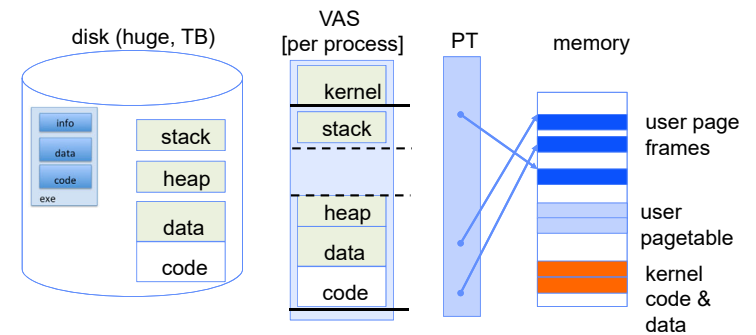 disk (huge, TB)
info
data
code
exe
stack
heap
data
code
VAS
[per process]
kernel
stack
heap
data
code
PT
memory
user page
frames
user
pagetable
kernel
code &
data